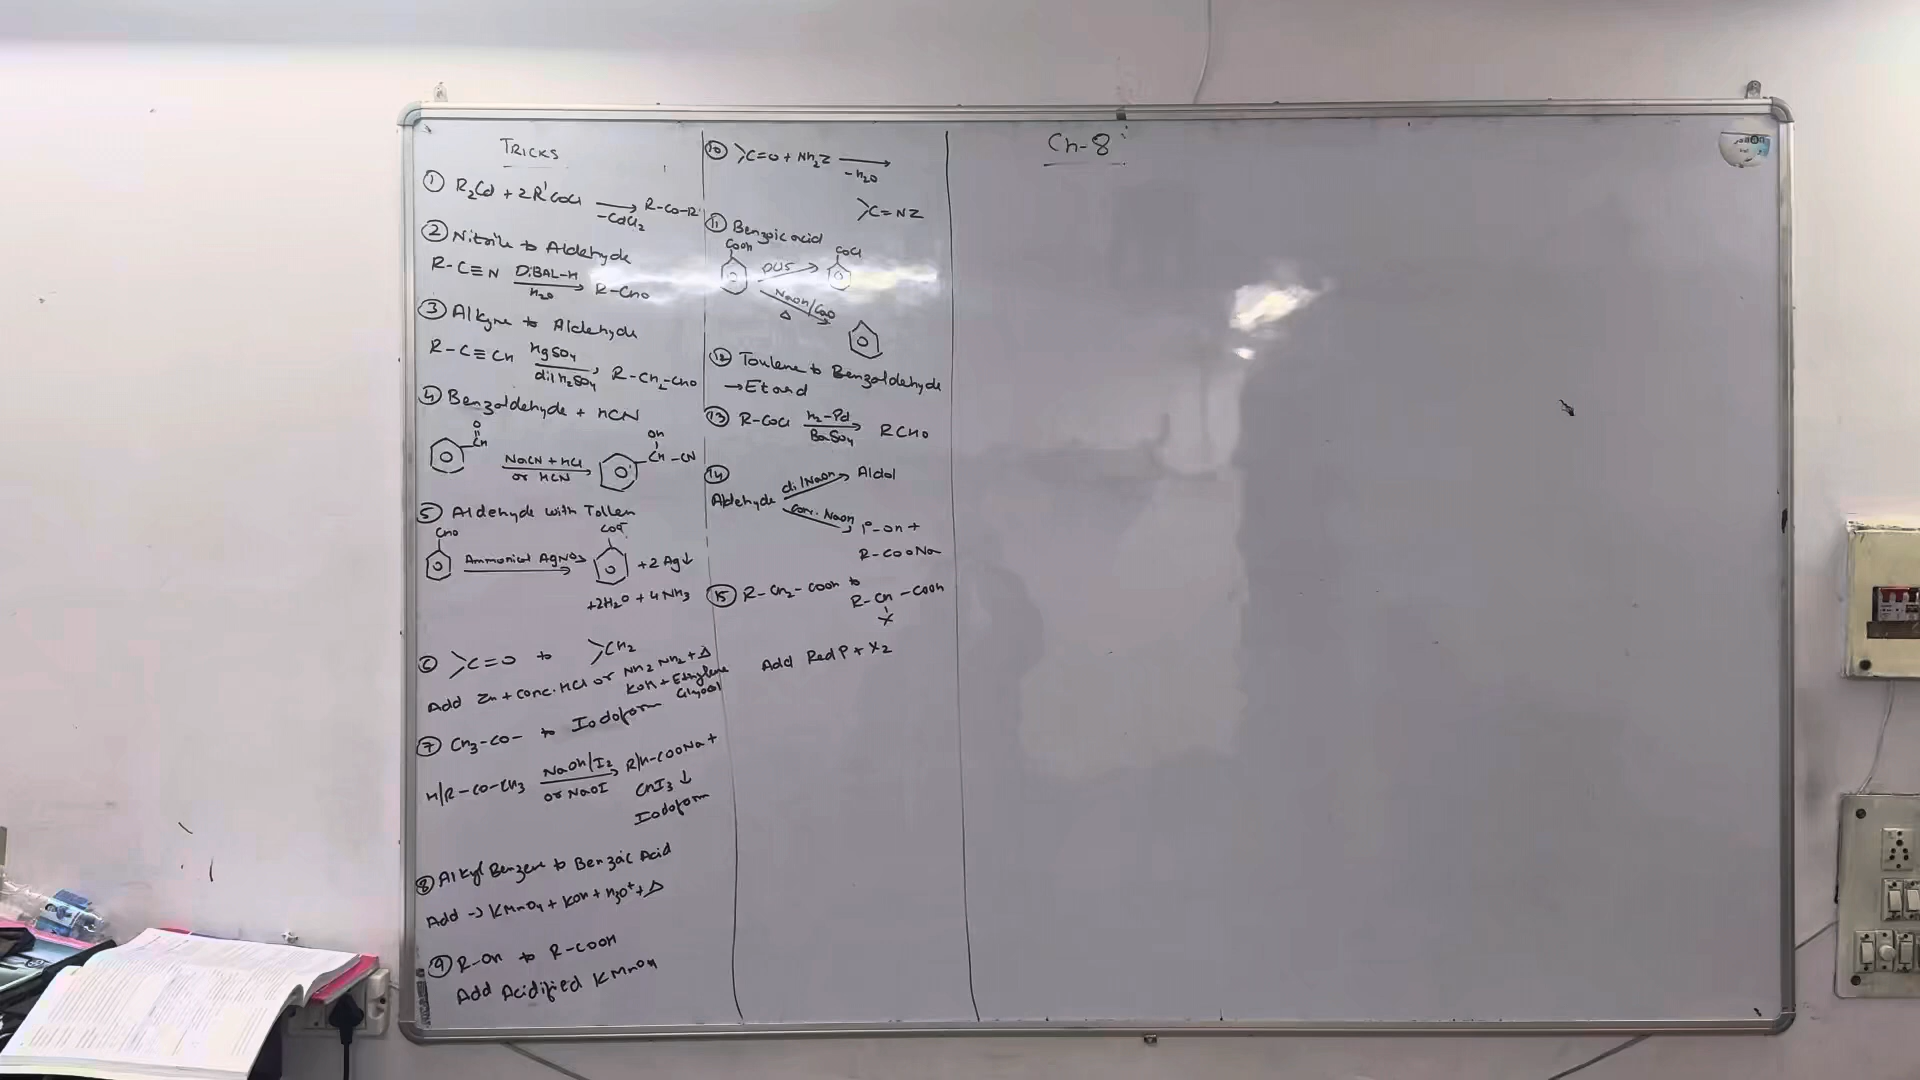 TRICKS
① R₂Cd + 2R'COCl
—CdCl₂
R-CO-R'
② Nitrile to Aldehyde
R-C≡N DiBAL-H
H₂O
R-CHO
③ Alkyne to Aldehyde
R-C≡CH HgSO₄
dil H₂SO₄, R-CH₂-CHO
④ Benzaldehyde + HCN
O
CH
NaCN + HCl
or HCN
OH
CH-CN
⑤ Aldehyde with Tollen
CHO
Ammonical AgNO₃
COO⁻
+2Ag↓
+2H₂O + 4NH₃
⑥ >C=O to >CH₂
Add Zn + conc. HCl or NH₂NH₂ + Δ
KOH + Ethylene
Glycol
⑦ CH₃-CO- to Iodoform
H/R-CO-CH₃ NaOH/I₂
or NaOI
R/H-COONa +
CHI₃ ↓
Iodoform
⑧ Alkyl Benzene to Benzoic Acid
Add → KMnO₄ + KOH + H₃O⁺ + Δ
⑨ R-OH to R-COOH
Add Acidified KMnO₄
⑩ >C=O + NH₂Z →
-H₂O
>C=NZ
⑪ Benzoic acid
COOH
COCl
NaOH/CaO
Δ
⑫ Toulene to Benzaldehyde
→Etard
⑬ R-COCl H₂-Pd
BaSO₄
RCHO
⑭
Aldehyde dil NaOH → Aldol
conc. NaOH
1°-OH +
R-COONa
⑮ R-CH₂-COOH to
R-CH-COOH
X
Add Red P + X₂
Ch-8: